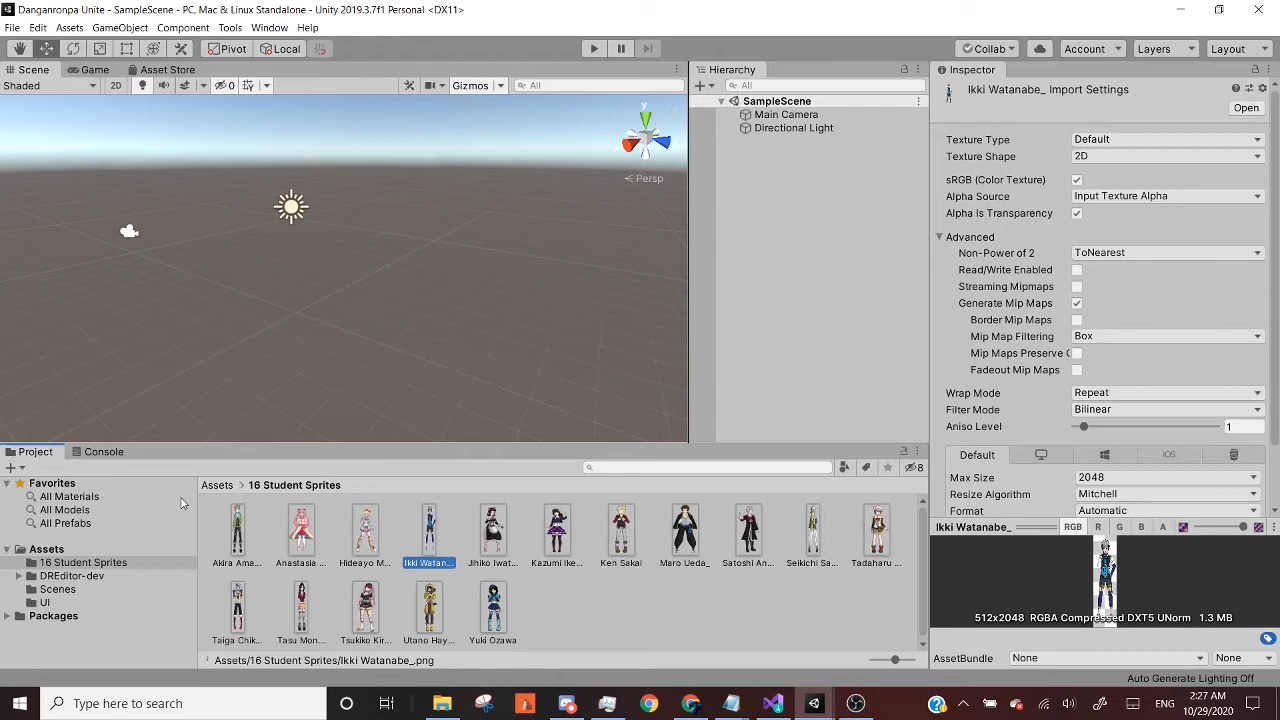 Danganronpa Unite - SampleScene - PC, Mac & Linux Standalone - Unity 2019.3.7f1 Personal <DX11>
File Edit Assets GameObject Component Tools Window Help
Pivot Local Collab Account Layers Layout
Scene Game Asset Store
Shaded 2D 0 Gizmos All
y
Persp
Hierarchy
All
SampleScene
Main Camera
Directional Light
Inspector
Ikki Watanabe_ Import Settings
Open
Texture Type Default
Texture Shape 2D
sRGB (Color Texture)
Alpha Source Input Texture Alpha
Alpha Is Transparency
Advanced
Non-Power of 2 ToNearest
Read/Write Enabled
Streaming Mipmaps
Generate Mip Maps
Border Mip Maps
Mip Map Filtering Box
Mip Maps Preserve C
Fadeout Mip Maps
Wrap Mode Repeat
Filter Mode Bilinear
Aniso Level 1
Default iOS
Max Size 2048
Resize Algorithm Mitchell
Format Automatic
Ikki Watanabe_ RGB R G B A
512x2048 RGBA Compressed DXT5 UNorm 1.3 MB
AssetBundle None None
Auto Generate Lighting Off
Project Console
8
Favorites
All Materials
All Models
All Prefabs
Assets
16 Student Sprites
DREditor-dev
Scenes
UI
Packages
Assets > 16 Student Sprites
Akira Ama... Anastasia ... Hideayo M... Ikki Watan... Jihiko Iwat... Kazumi Ike... Ken Sakai Maro Ueda_ Satoshi An... Seikichi Sa... Tadaharu ...
Taiga Chik... Tasu Mon... Tsukiko Kir... Utano Hay... Yuki Ozawa
Assets/16 Student Sprites/Ikki Watanabe_.png
Type here to search
ENG
2:27 AM
10/29/2020